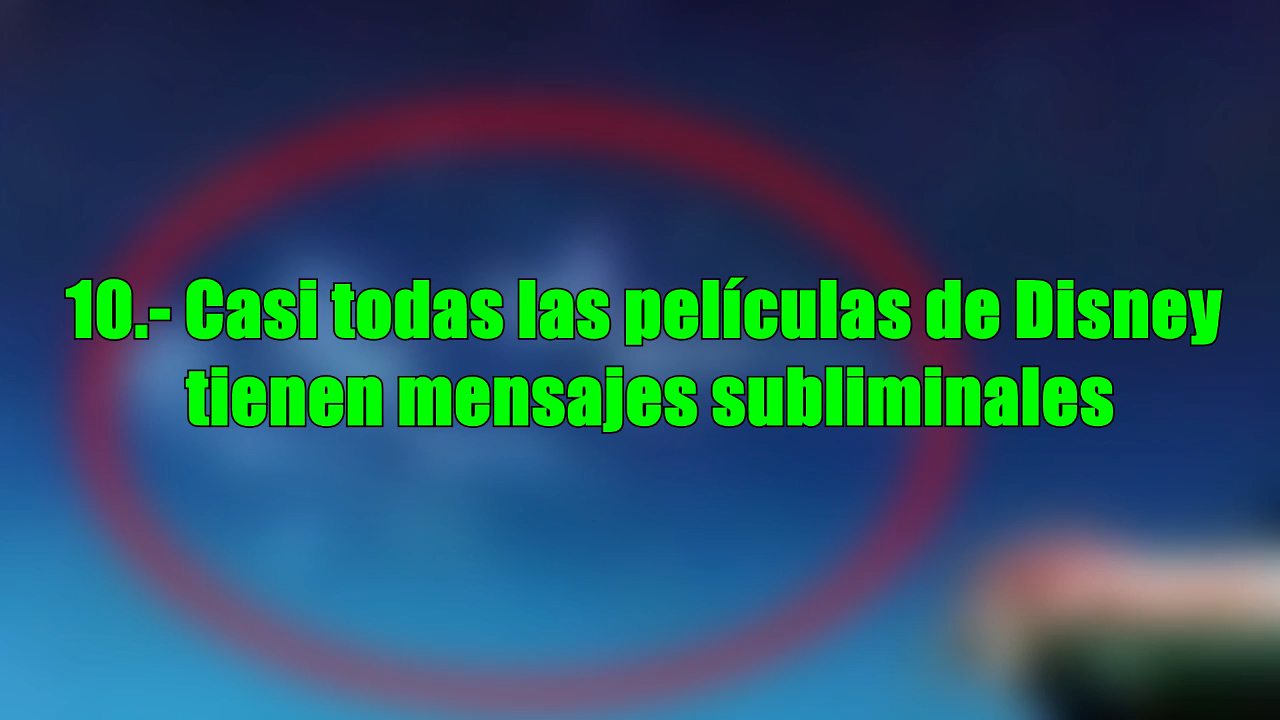 10.- Casi todas las películas de Disney
tienen mensajes subliminales